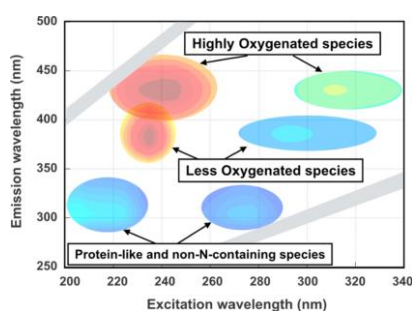 Emission wavelength (nm)
500
450
400
350
300
250
Highly Oxygenated species
Less Oxygenated species
Protein-like and non-N-containing species
200 220 240 260 280 300 320 340
Excitation wavelength (nm)